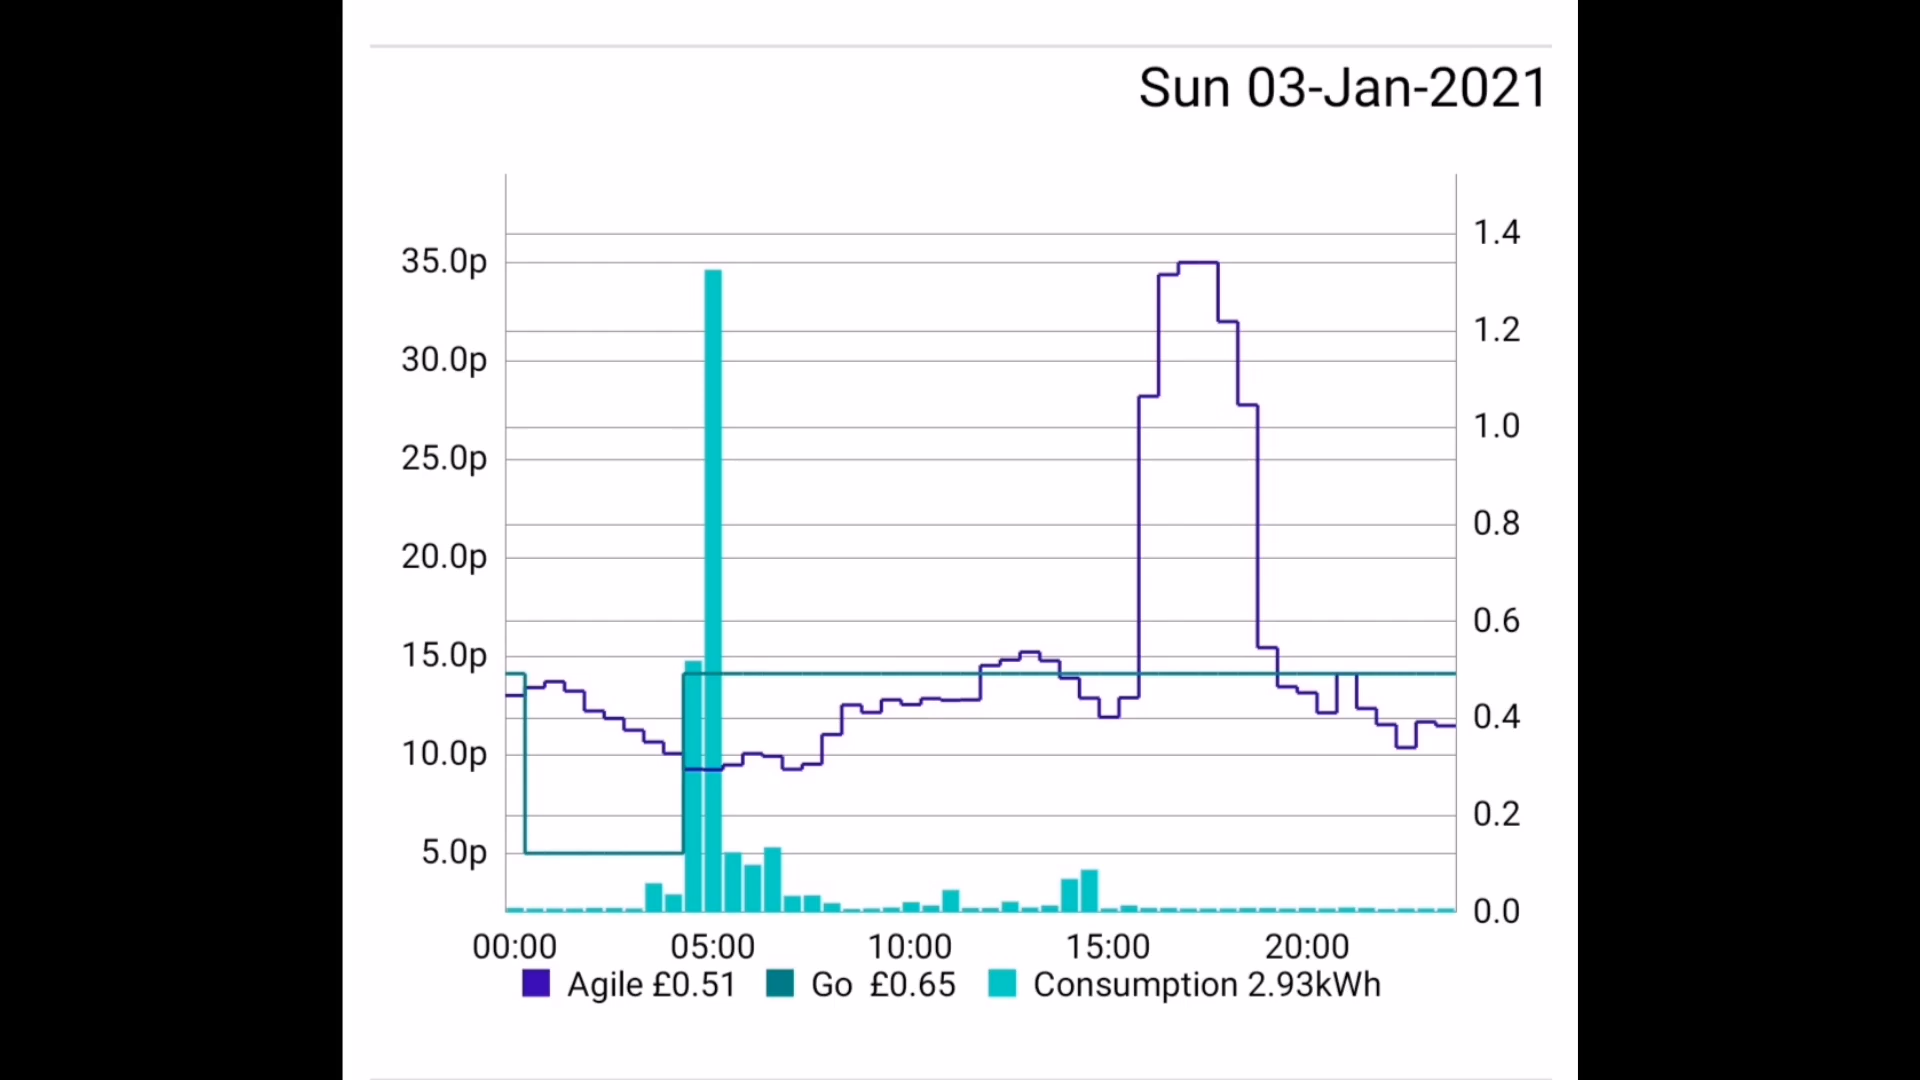 Sun 03-Jan-2021
35.0p
30.0p
25.0p
20.0p
15.0p
10.0p
5.0p
1.4
1.2
1.0
0.8
0.6
0.4
0.2
0.0
00:00 05:00 10:00 15:00 20:00
Agile £0.51 Go £0.65 Consumption 2.93kWh